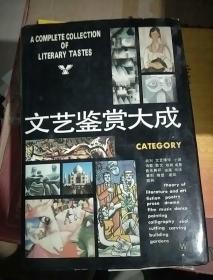 A COMPLETE COLLECTION
OF
LITERARY TASTES
文艺鉴赏大成
CATEGORY
theory of
literature and art
fiction poetry
prose drama
film music dance
painting
calligraphy seal
cutting carving
building
gardens